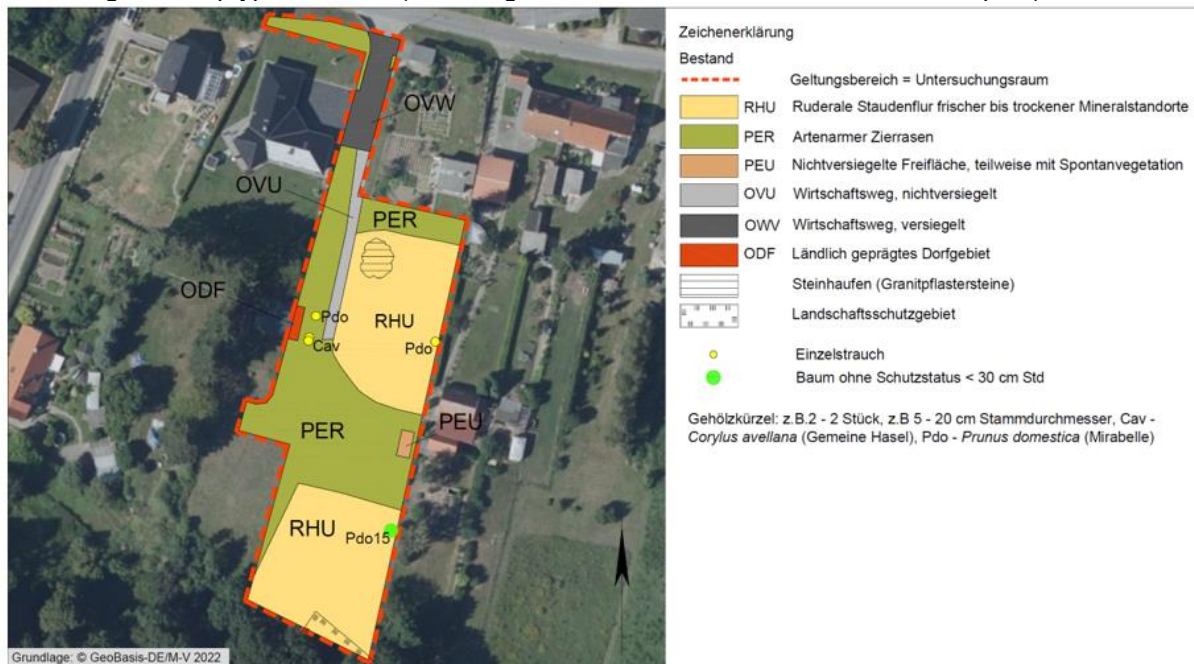 OVW
OVU
PER
ODF
Pdo
RHU
Cav
Pdo
PER
PEU
RHU
Pdo15
Grundlage: © GeoBasis-DE/M-V 2022
Zeichenerklärung
Bestand
Geltungsbereich = Untersuchungsraum
RHU Ruderale Staudenflur frischer bis trockener Mineralstandorte
PER Artenarmer Zierrasen
PEU Nichtversiegelte Freifläche, teilweise mit Spontanvegetation
OVU Wirtschaftsweg, nichtversiegelt
OWV Wirtschaftsweg, versiegelt
ODF Ländlich geprägtes Dorfgebiet
Steinhaufen (Granitpflastersteine)
Landschaftsschutzgebiet
Einzelstrauch
Baum ohne Schutzstatus < 30 cm Std
Gehölzkürzel: z.B.2 - 2 Stück, z.B 5 - 20 cm Stammdurchmesser, Cav -
Corylus avellana (Gemeine Hasel), Pdo - Prunus domestica (Mirabelle)